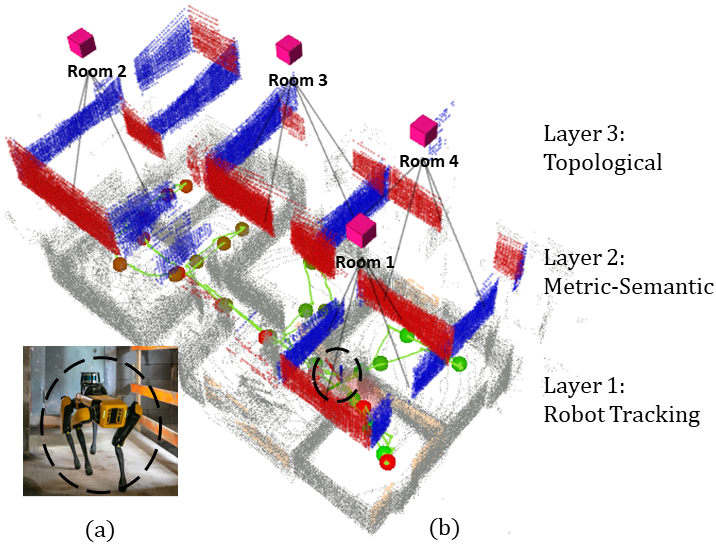 Room 2
Room 3
Room 4
Room 1
Layer 3:
Topological
Layer 2:
Metric-Semantic
Layer 1:
Robot Tracking
(a)
(b)